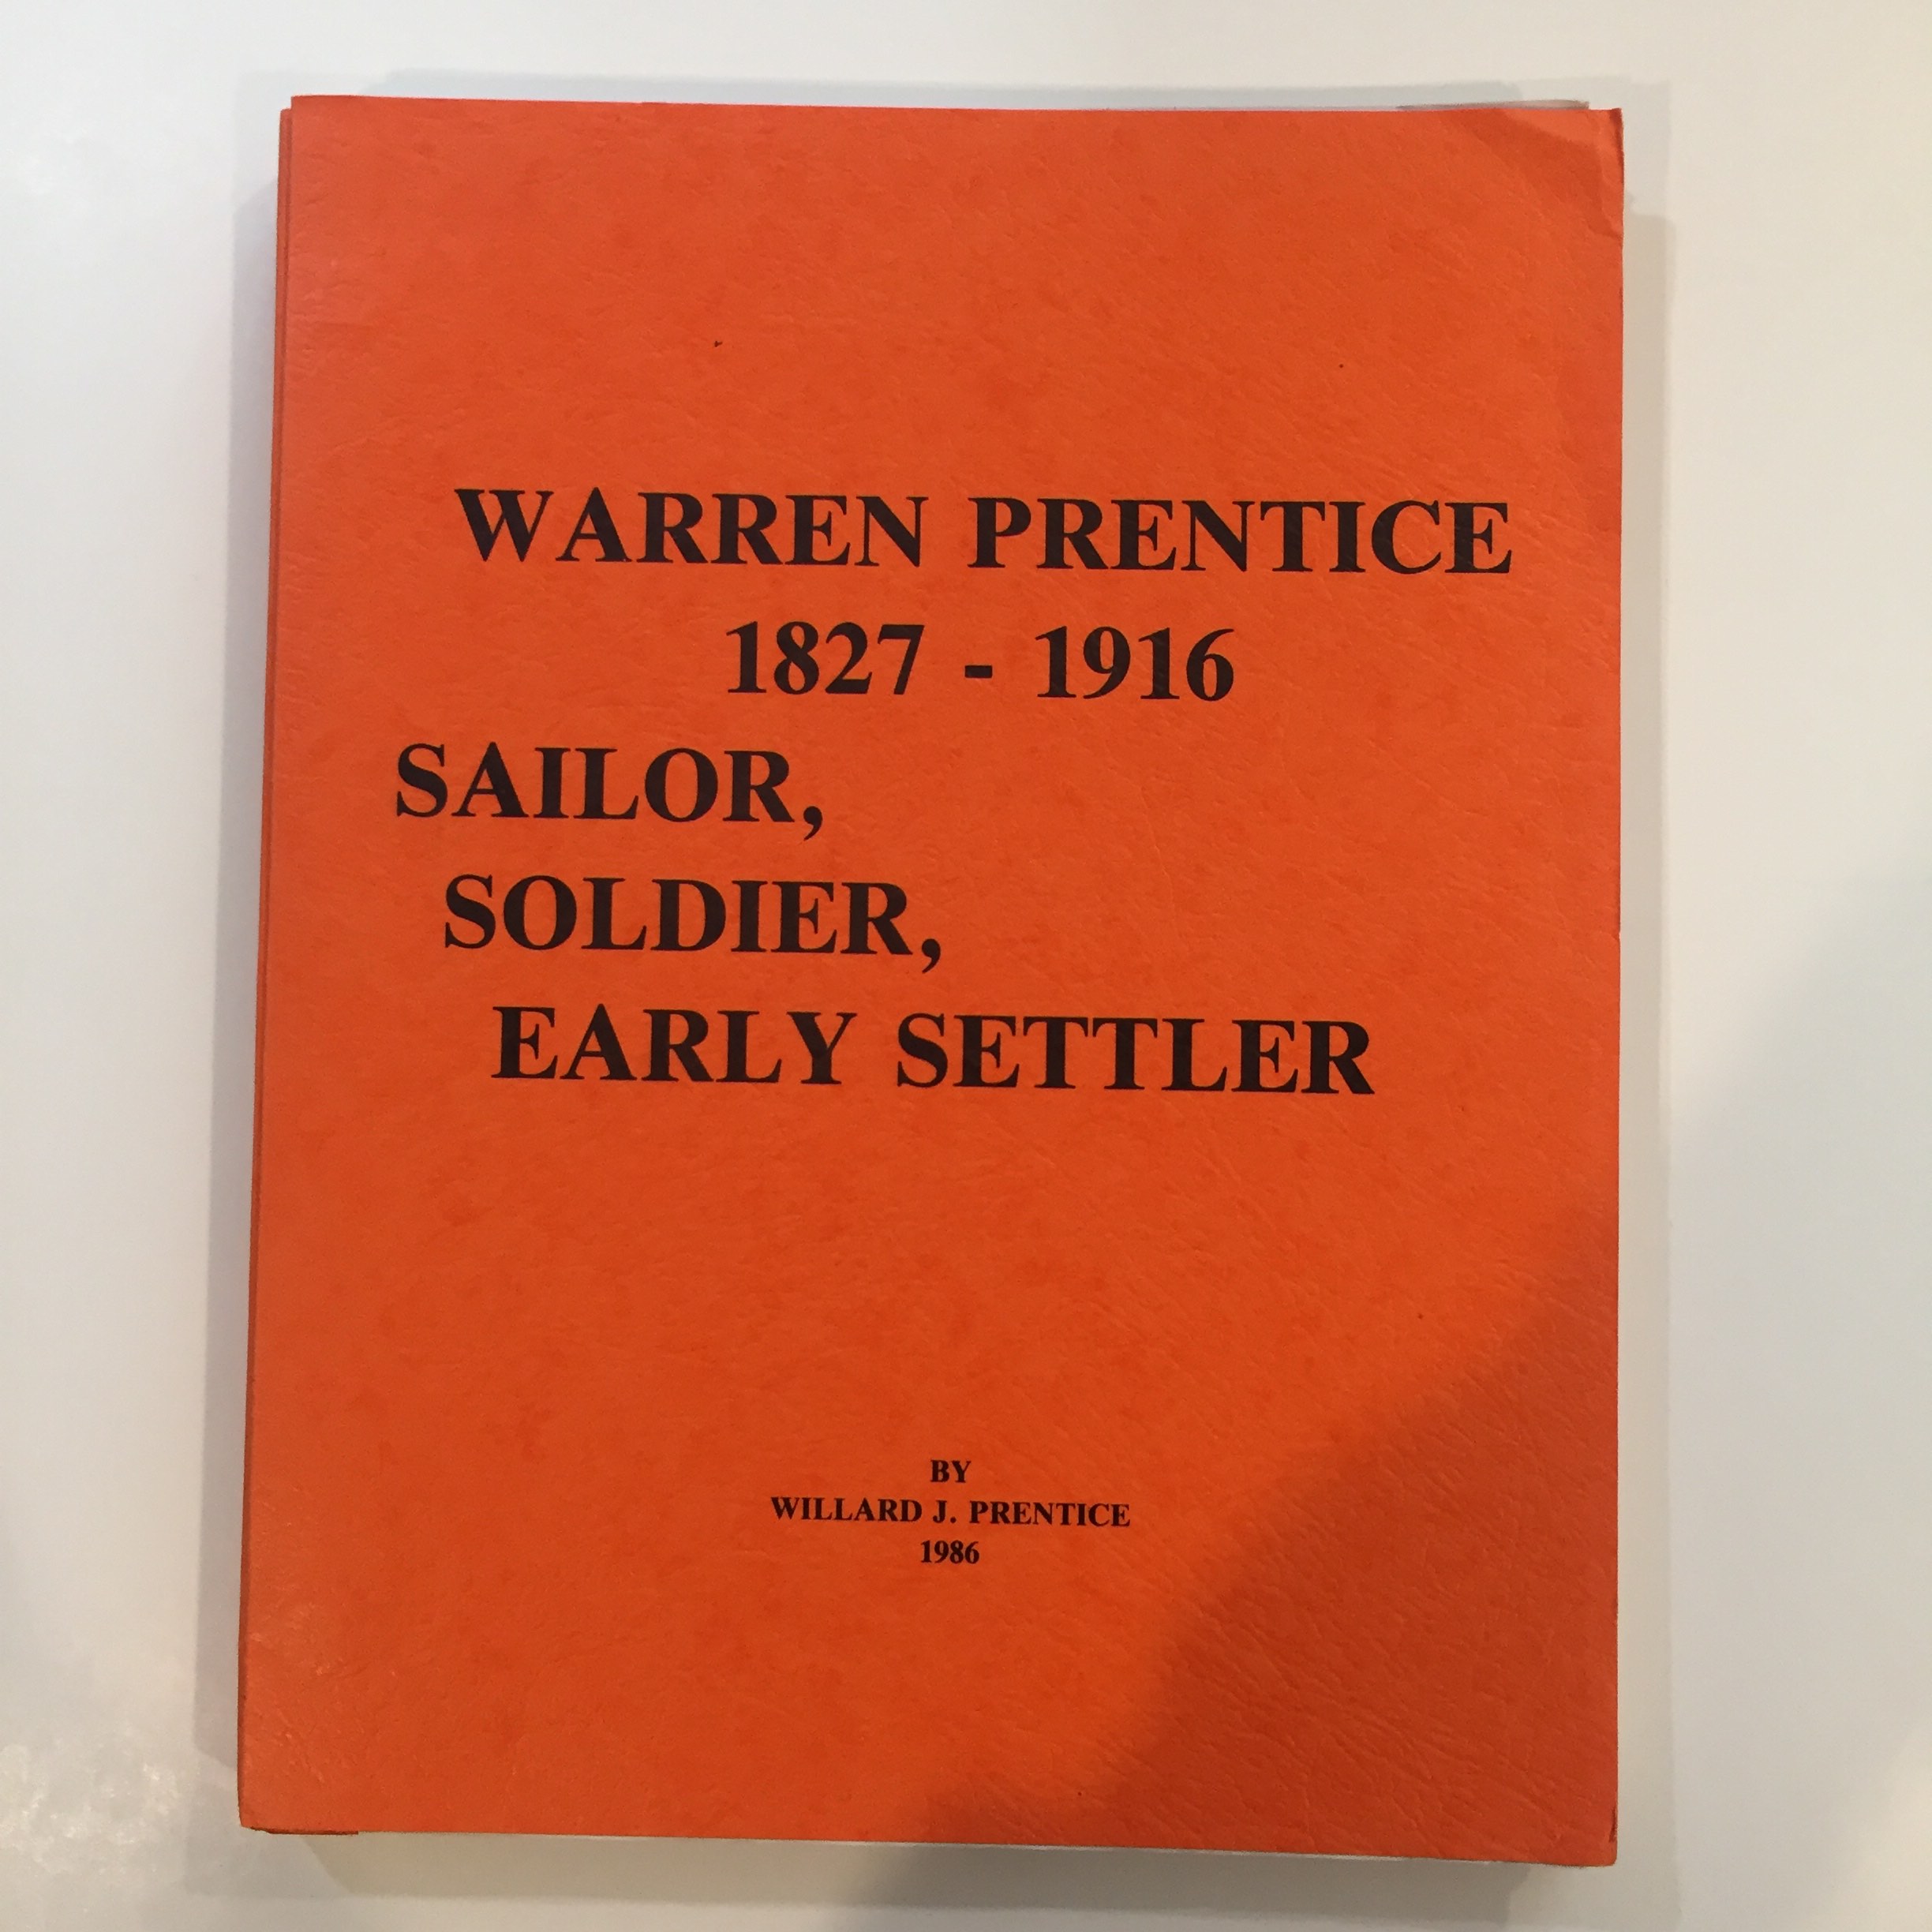 WARREN PRENTICE
1827 - 1916
SAILOR,
SOLDIER,
EARLY SETTLER
BY
WILLARD J. PRENTICE
1986